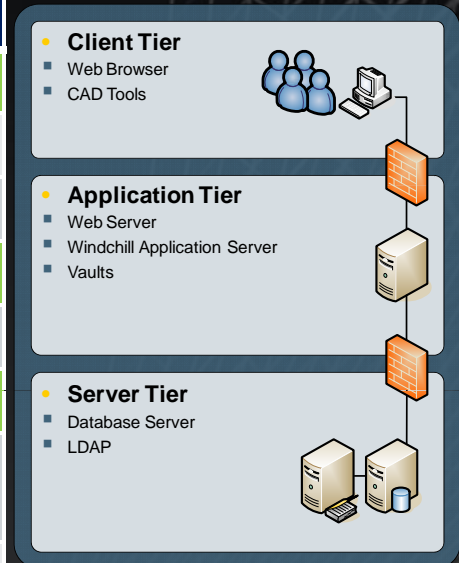 Client Tier
Web Browser
CAD Tools
Application Tier
Web Server
Windchill Application Server
Vaults
Server Tier
Database Server
LDAP